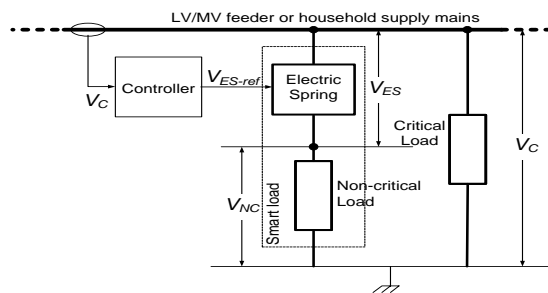 LV/MV feeder or household supply mains
V_C
Controller
V_ES-ref
Electric
Spring
V_ES
Critical
Load
V_C
V_NC
Smart load
Non-critical
Load